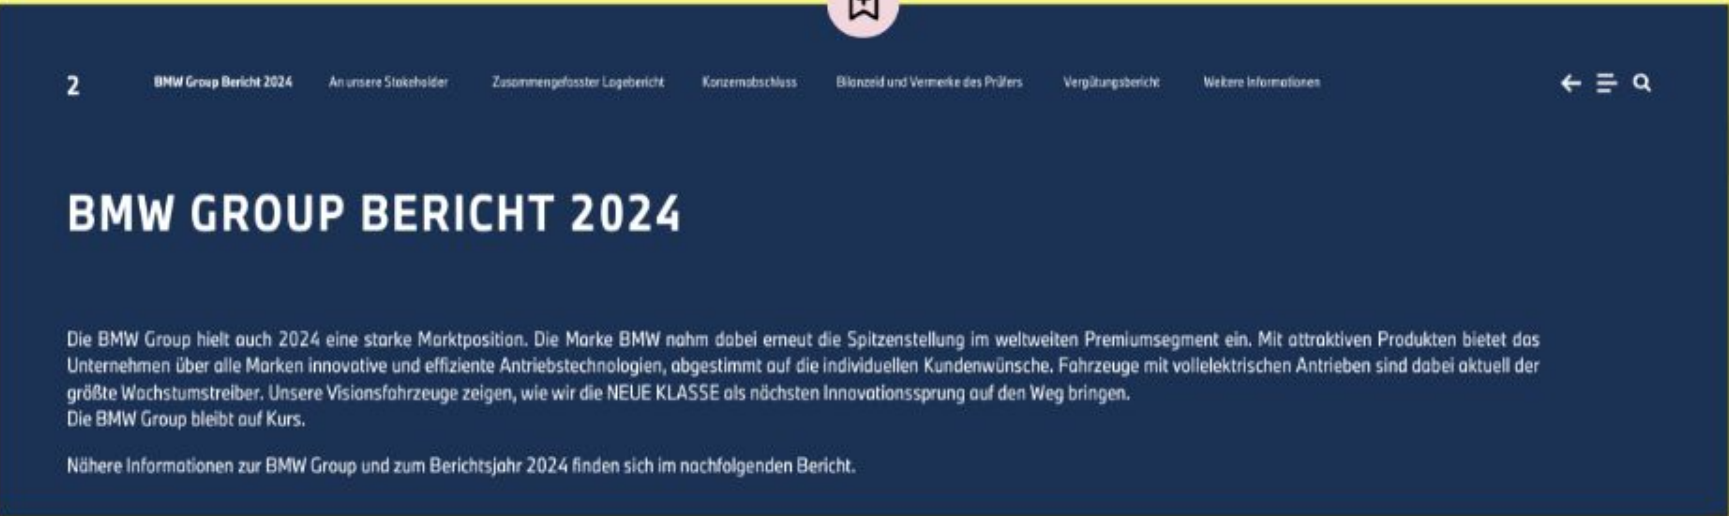 2 BMW Group Bericht 2024 An unsere Stakeholder Zusammengefasster Lagebericht Konzernabschluss Bilanzeid und Vermerke des Prüfers Vergütungsbericht Weitere Informationen
BMW GROUP BERICHT 2024
Die BMW Group hielt auch 2024 eine starke Marktposition. Die Marke BMW nahm dabei erneut die Spitzenstellung im weltweiten Premiumsegment ein. Mit attraktiven Produkten bietet das
Unternehmen über alle Marken innovative und effiziente Antriebstechnologien, abgestimmt auf die individuellen Kundenwünsche. Fahrzeuge mit vollelektrischen Antrieben sind dabei aktuell der
größte Wachstumstreiber. Unsere Visionsfahrzeuge zeigen, wie wir die NEUE KLASSE als nächsten Innovationssprung auf den Weg bringen.
Die BMW Group bleibt auf Kurs.
Nähere Informationen zur BMW Group und zum Berichtsjahr 2024 finden sich im nachfolgenden Bericht.